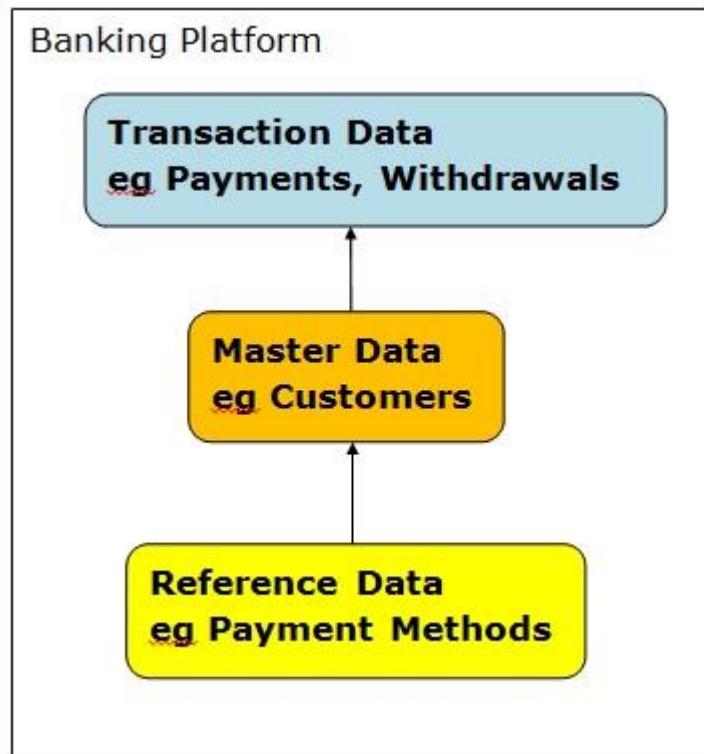 Banking Platform
Transaction Data
eg Payments, Withdrawals
Master Data
eg Customers
Reference Data
eg Payment Methods